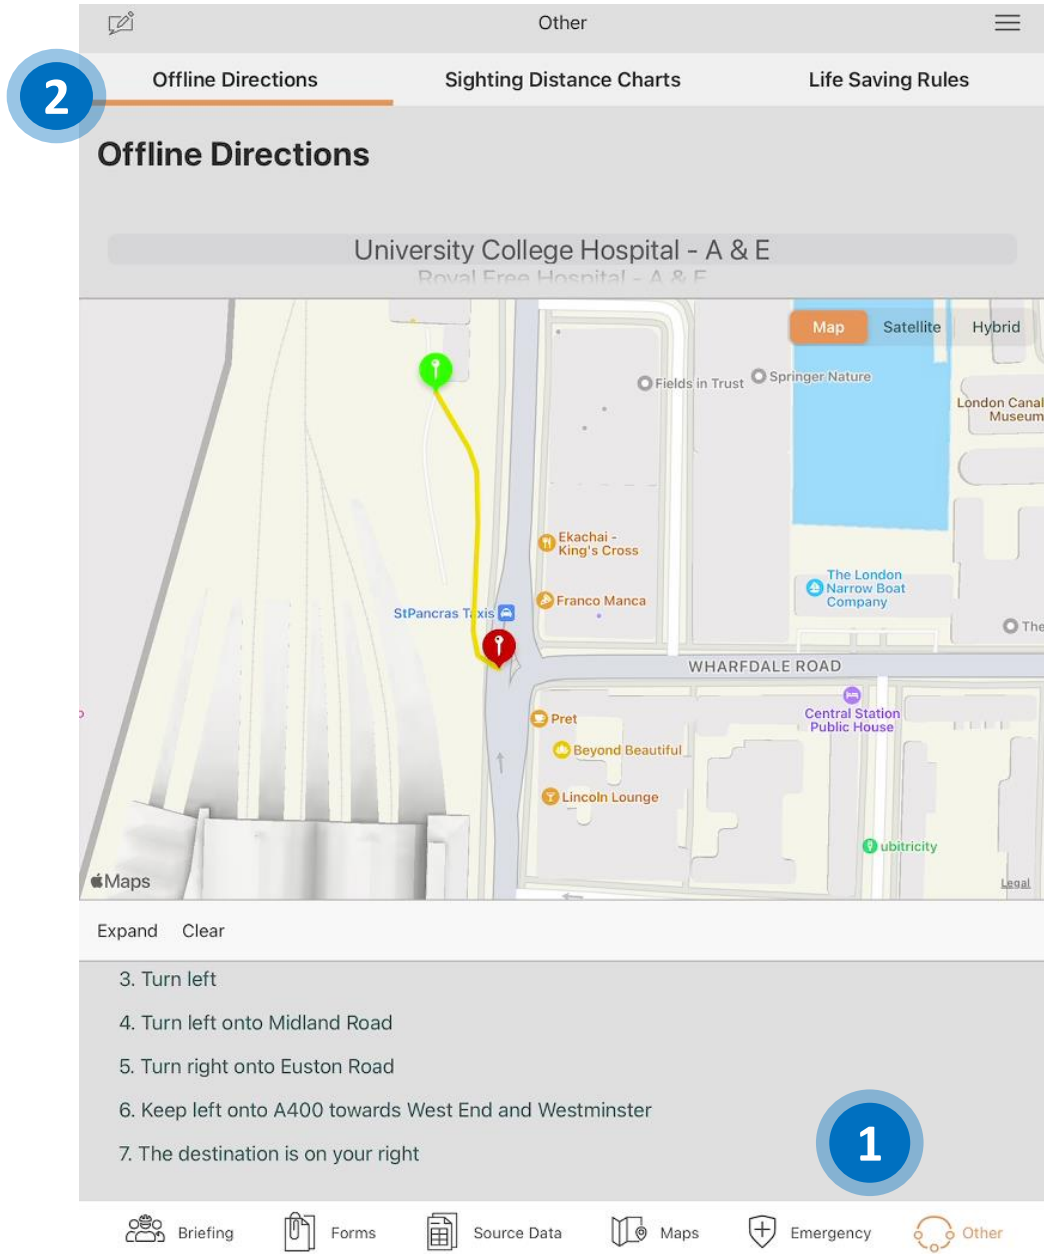 Other
2
Offline Directions
Sighting Distance Charts
Life Saving Rules
Offline Directions
University College Hospital - A & E
Royal Free Hospital - A & E
Map
Satellite
Hybrid
Fields in Trust
Springer Nature
London Canal
Museum
Ekachai -
King's Cross
The London
Narrow Boat
Company
Franco Manca
StPancras Taxis
The
WHARFDALE ROAD
Central Station
Public House
Pret
Beyond Beautiful
Lincoln Lounge
ubitricity
Maps
Legal
Expand
Clear
3. Turn left
4. Turn left onto Midland Road
5. Turn right onto Euston Road
6. Keep left onto A400 towards West End and Westminster
7. The destination is on your right
1
Briefing
Forms
Source Data
Maps
Emergency
Other